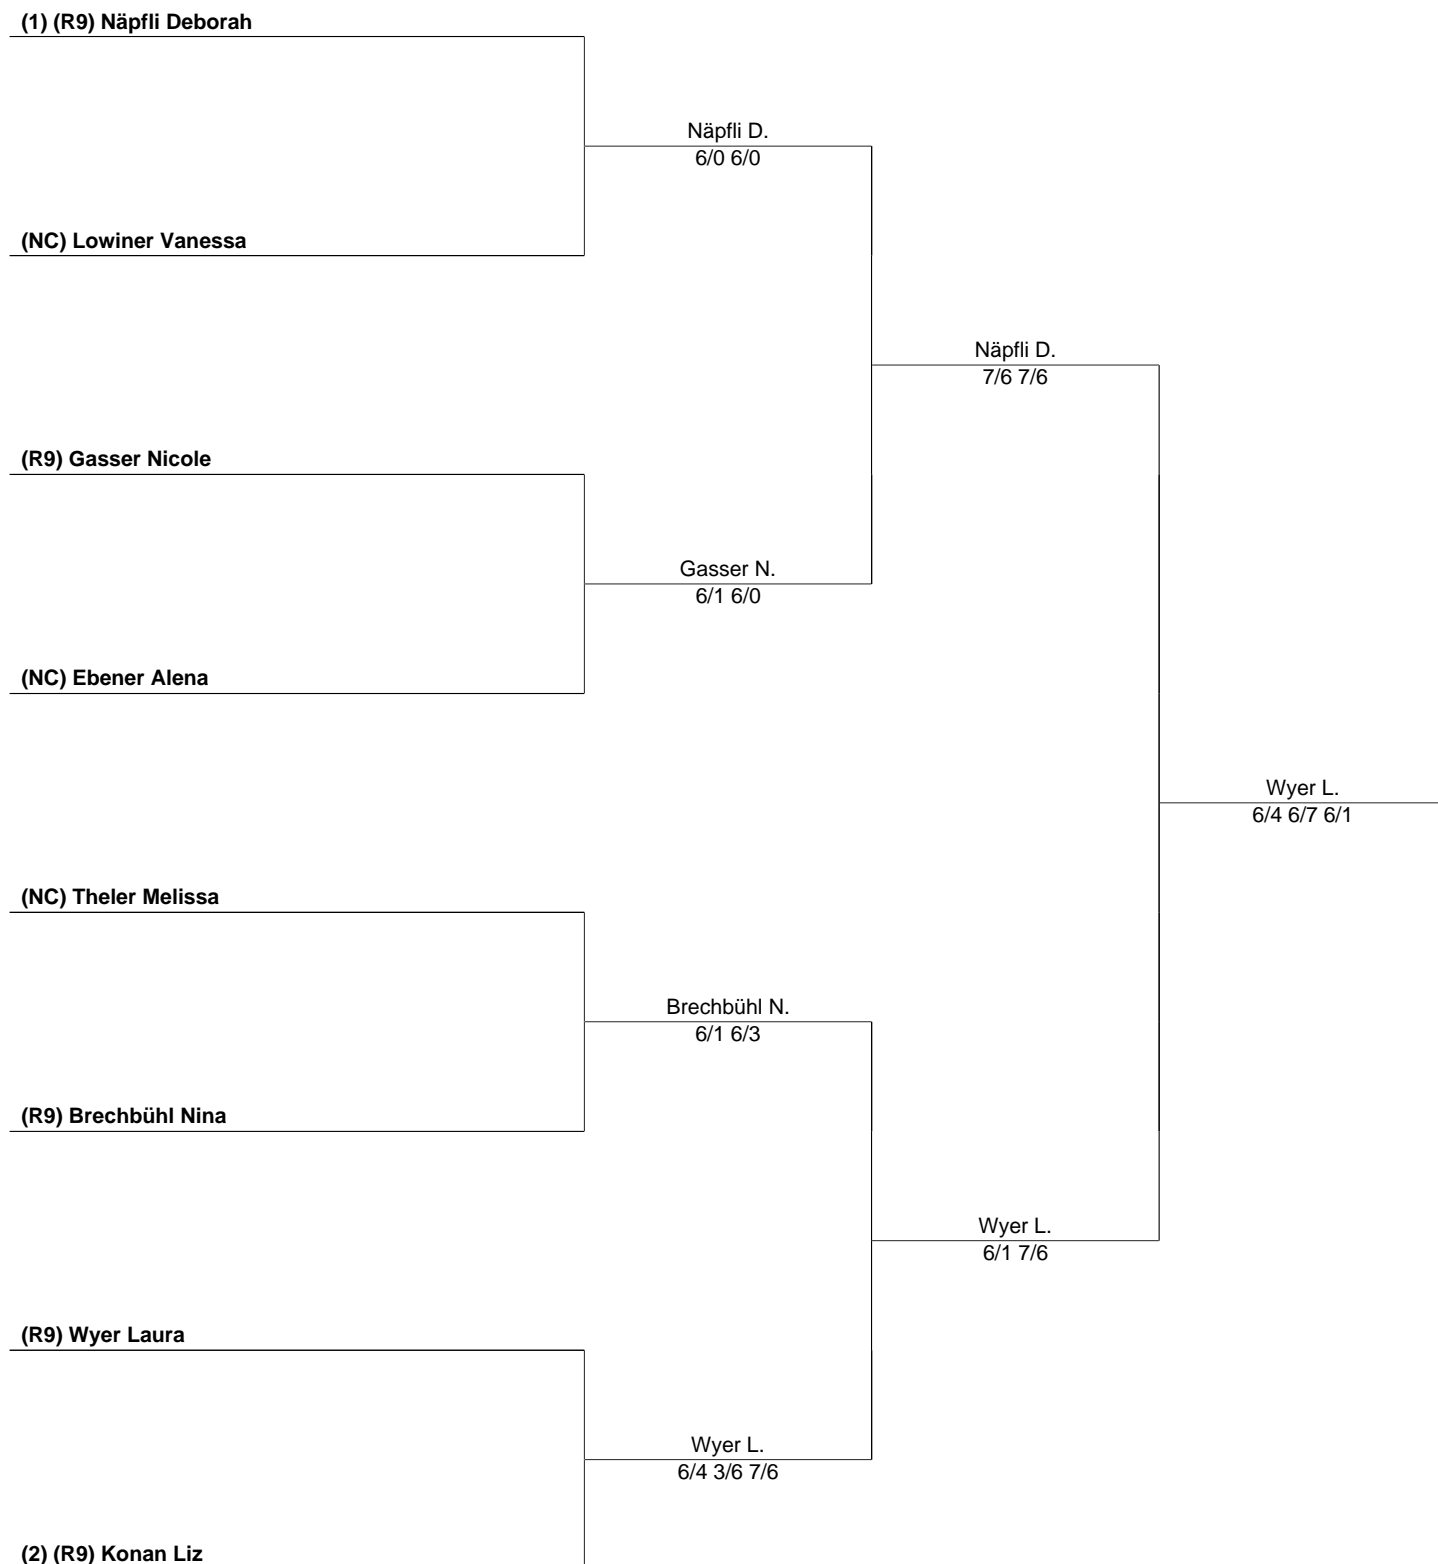 (1) (R9) Näpfli Deborah
Näpfli D.
6/0 6/0
(NC) Lowiner Vanessa
Näpfli D.
7/6 7/6
(R9) Gasser Nicole
Gasser N.
6/1 6/0
(NC) Ebener Alena
Wyer L.
6/4 6/7 6/1
(NC) Theler Melissa
Brechbühl N.
6/1 6/3
(R9) Brechbühl Nina
Wyer L.
6/1 7/6
(R9) Wyer Laura
Wyer L.
6/4 3/6 7/6
(2) (R9) Konan Liz